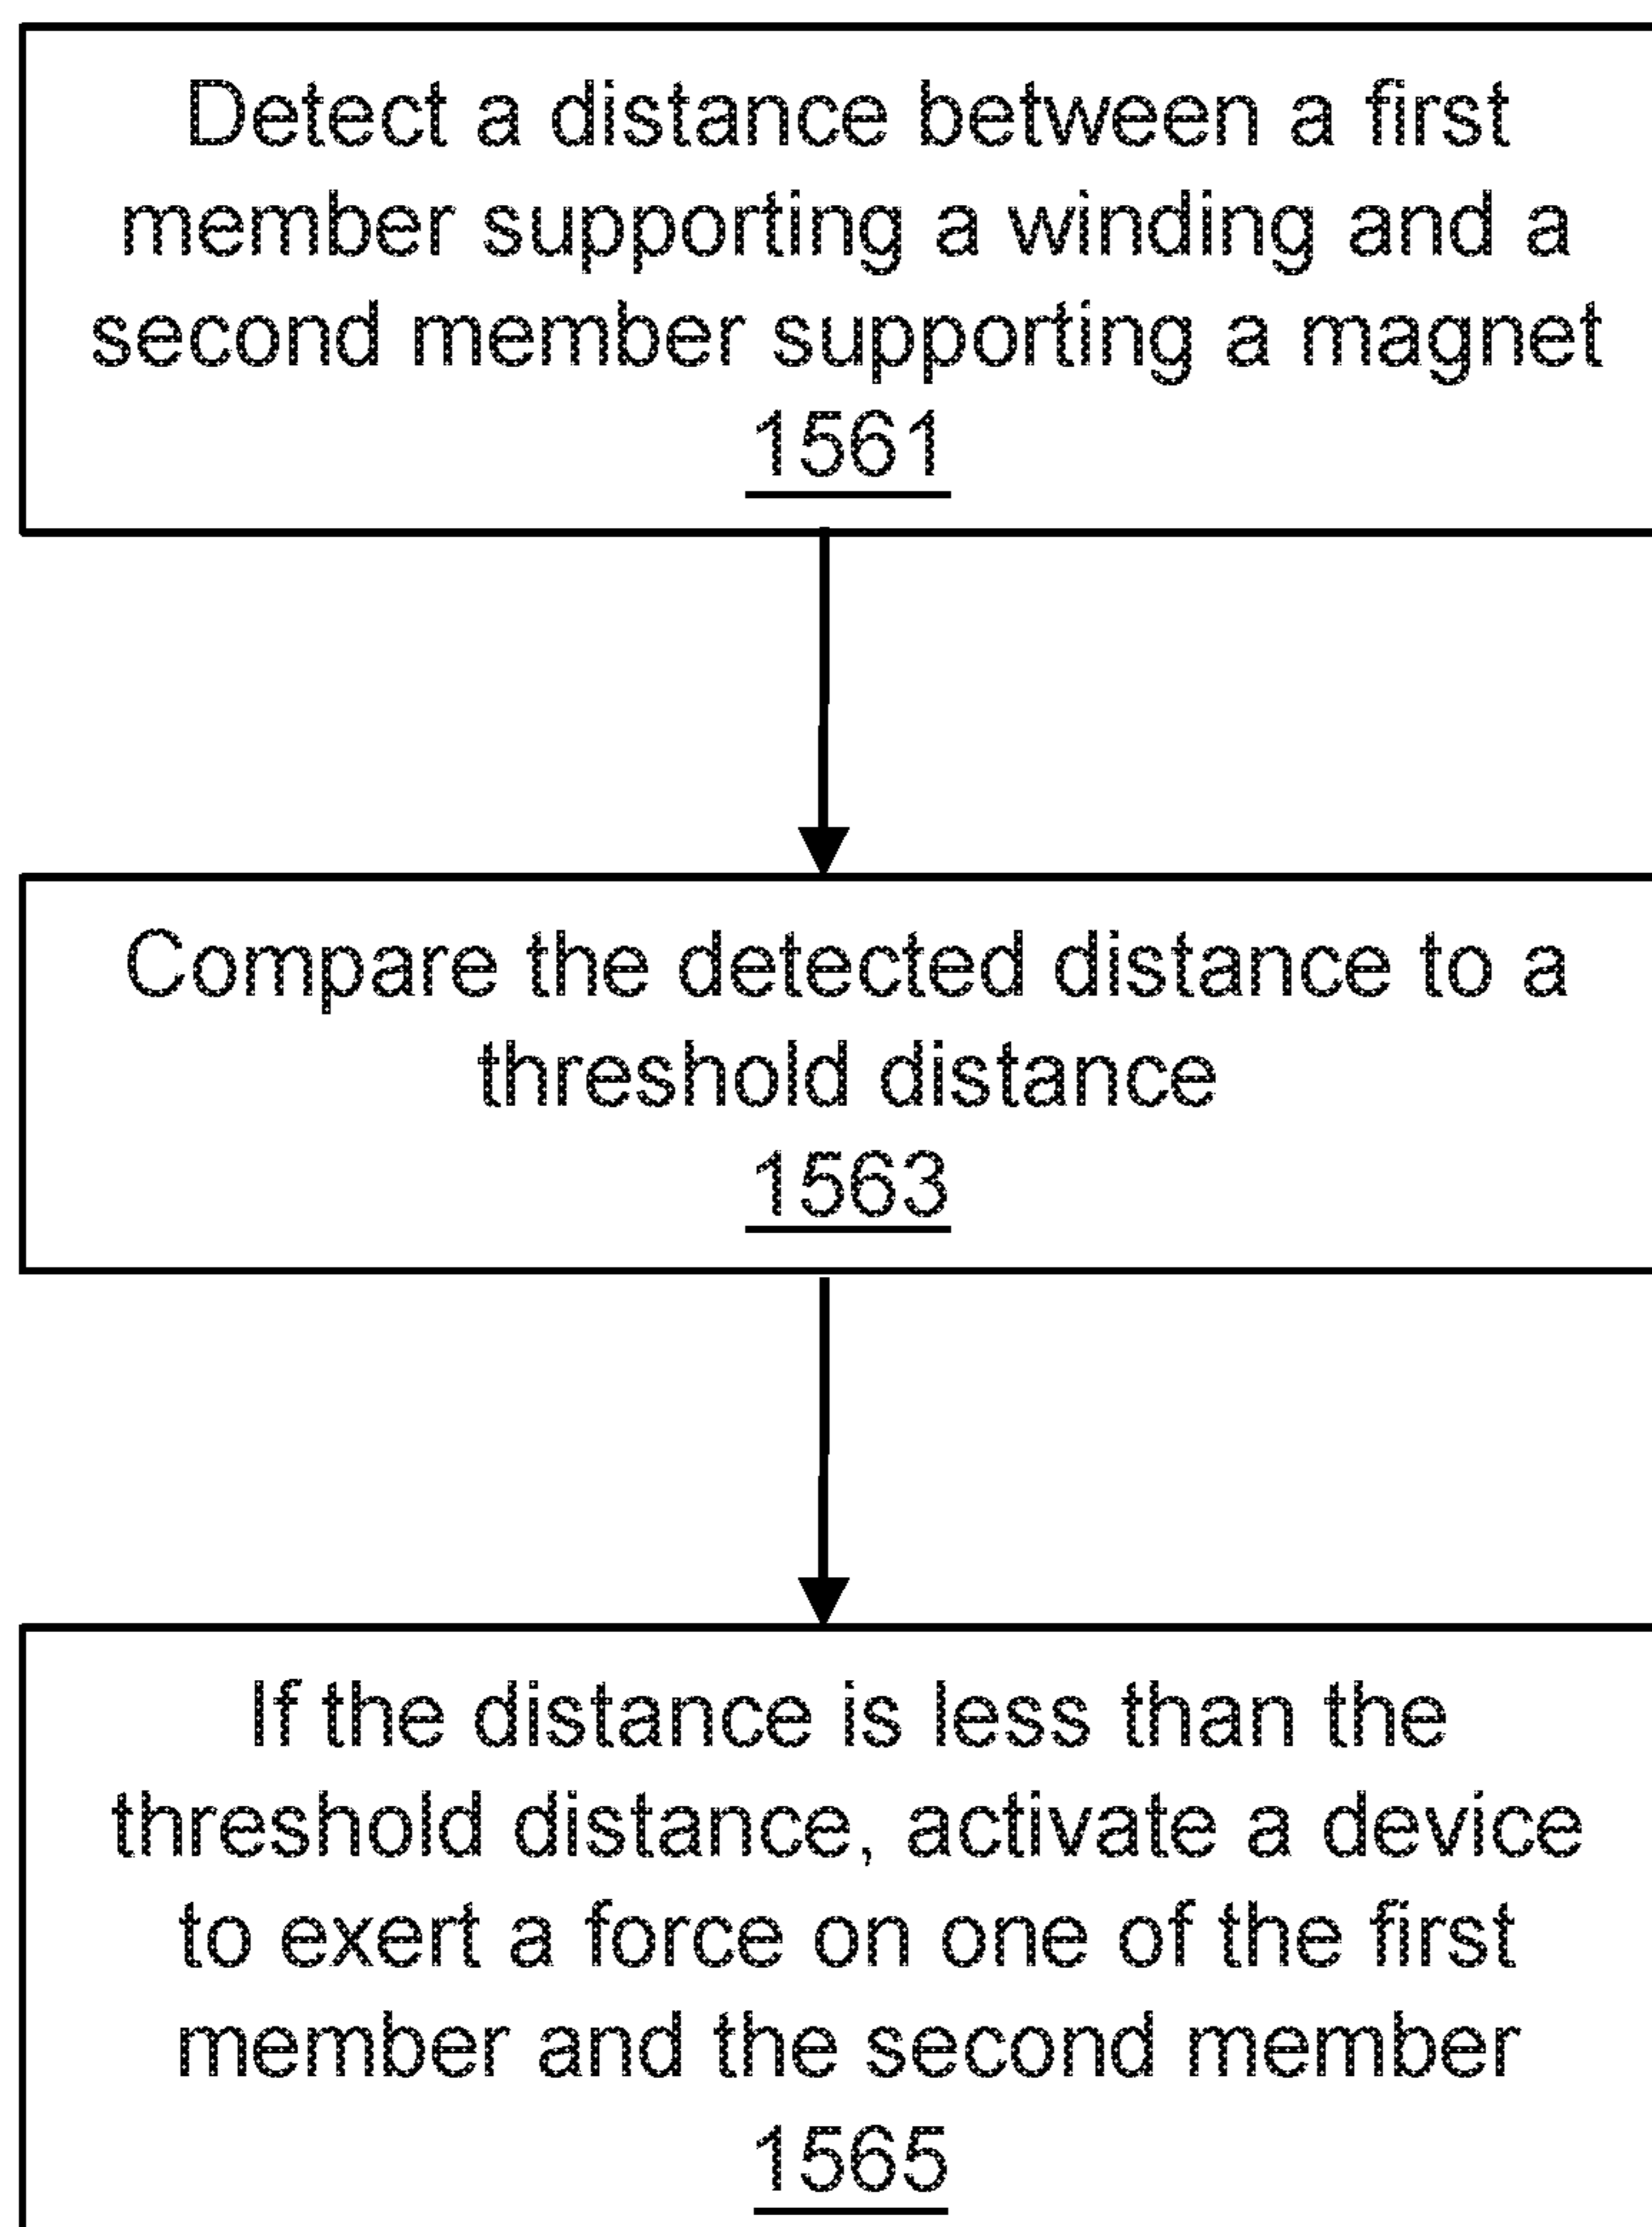 Detect a distance between a first
member supporting a winding and a
second member supporting a magnet
1561
Compare the detected distance to a
threshold distance
1563
If the distance is less than the
threshold distance, activate a device
to exert a force on one of the first
member and the second member
1565